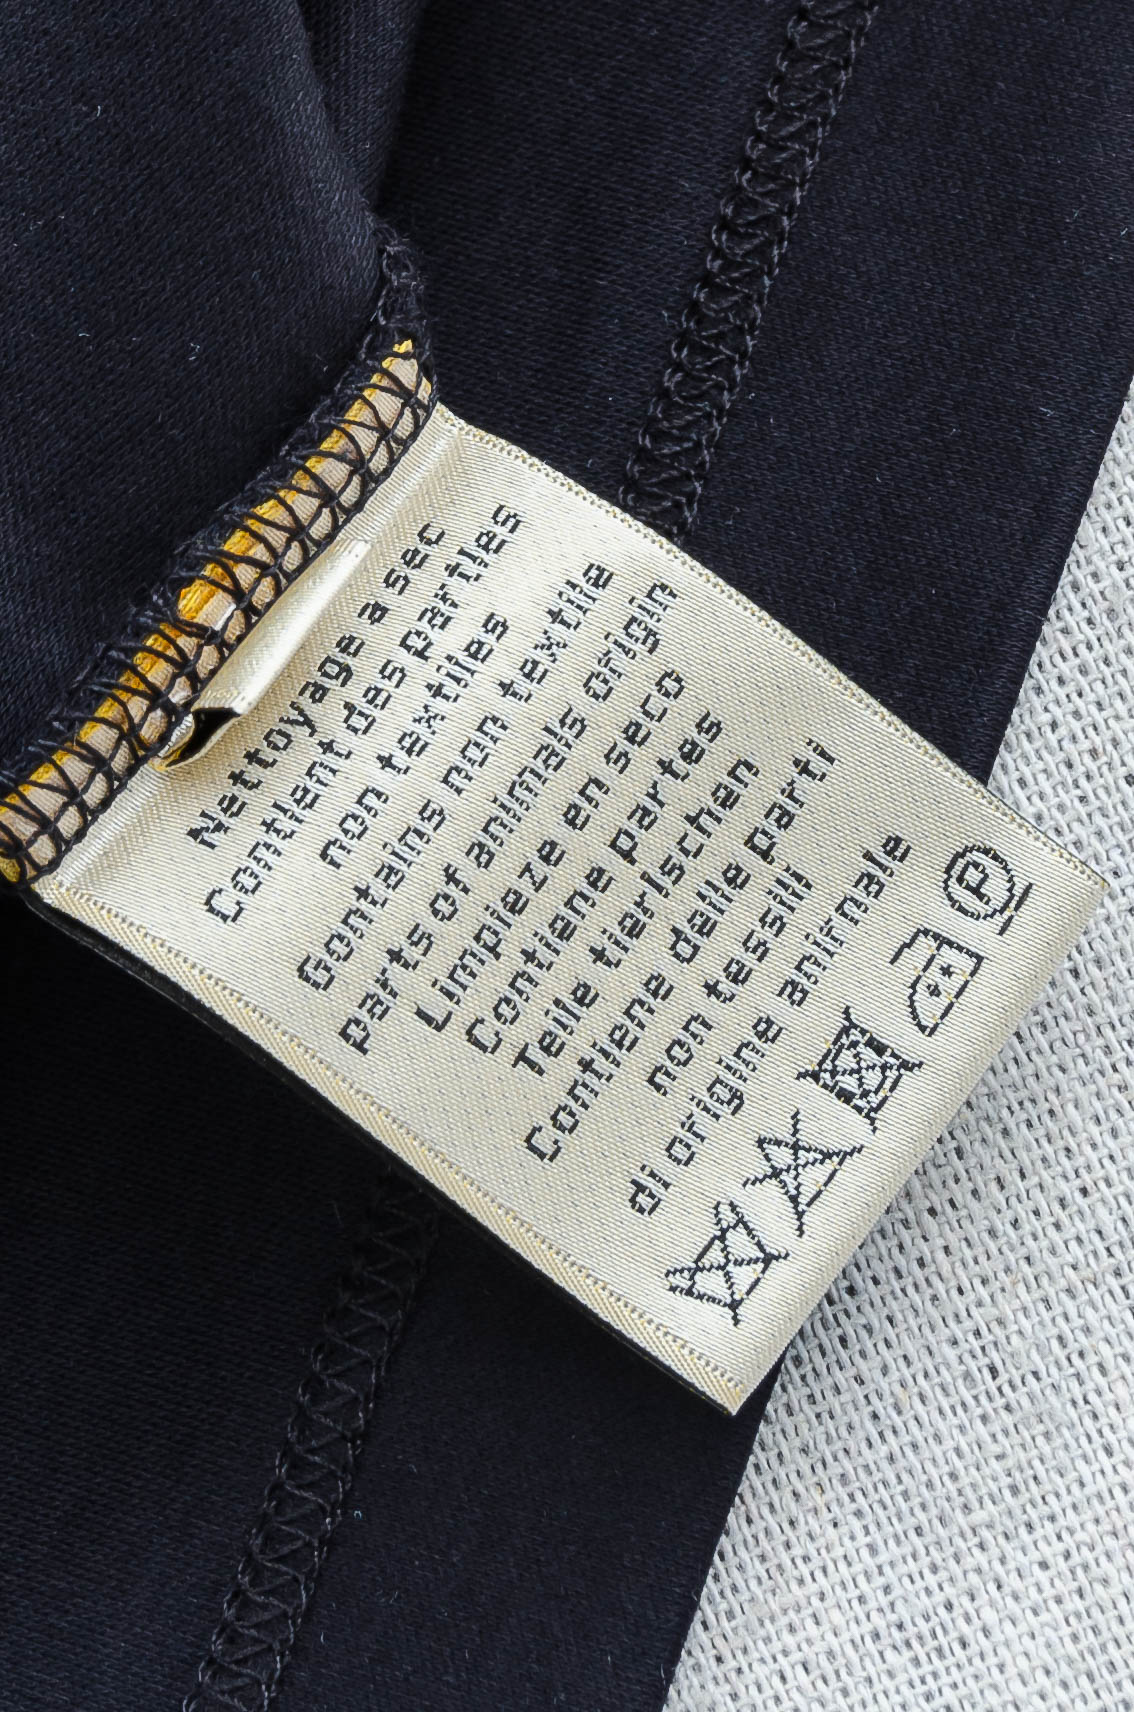 Nettoyage a sec
Contient des parties
non textiles
Contains non textile
parts of animals origin
Limpieze en seco
Contiene partes
Teile tierischen
Contiene dalle parti
non tessili
di origine animale
P